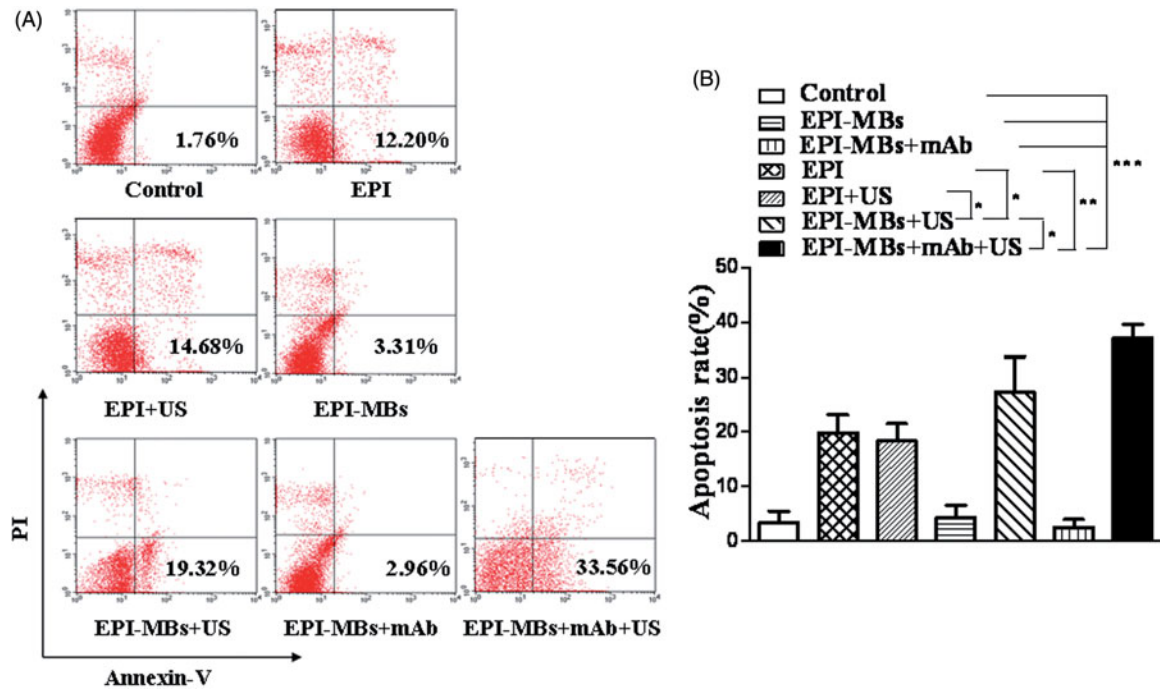 (A)
1.76%
12.20%
Control
EPI
14.68%
3.31%
EPI+US
EPI-MBs
19.32%
2.96%
33.56%
EPI-MBs+US
EPI-MBs+mAb
EPI-MBs+mAb+US
PI
Annexin-V
(B)
Control
EPI-MBs
EPI-MBs+mAb
EPI
EPI+US
EPI-MBs+US
EPI-MBs+mAb+US
***
*
**
*
*
Apoptosis rate(%)
50
40
30
20
10
0